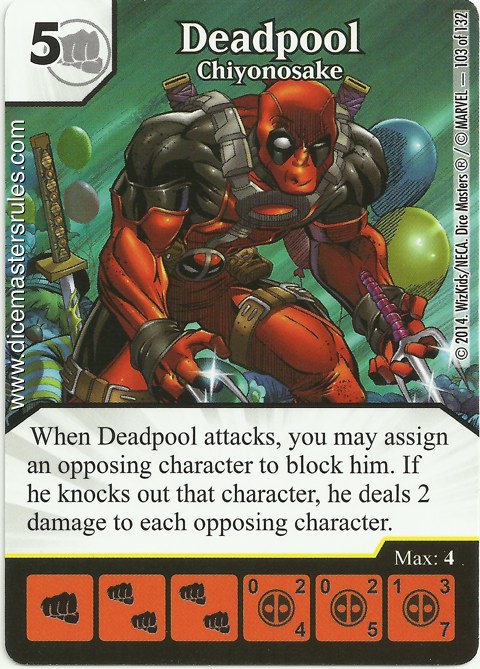 5
Deadpool
Chiyonosake
www.dicemastersrules.com
© 2014. WizKids/NECA. Dice Masters ® / © MARVEL — 103 of 132
When Deadpool attacks, you may assign
an opposing character to block him. If
he knocks out that character, he deals 2
damage to each opposing character.
Max: 4
0 2 4
0 2 5
1 3 7